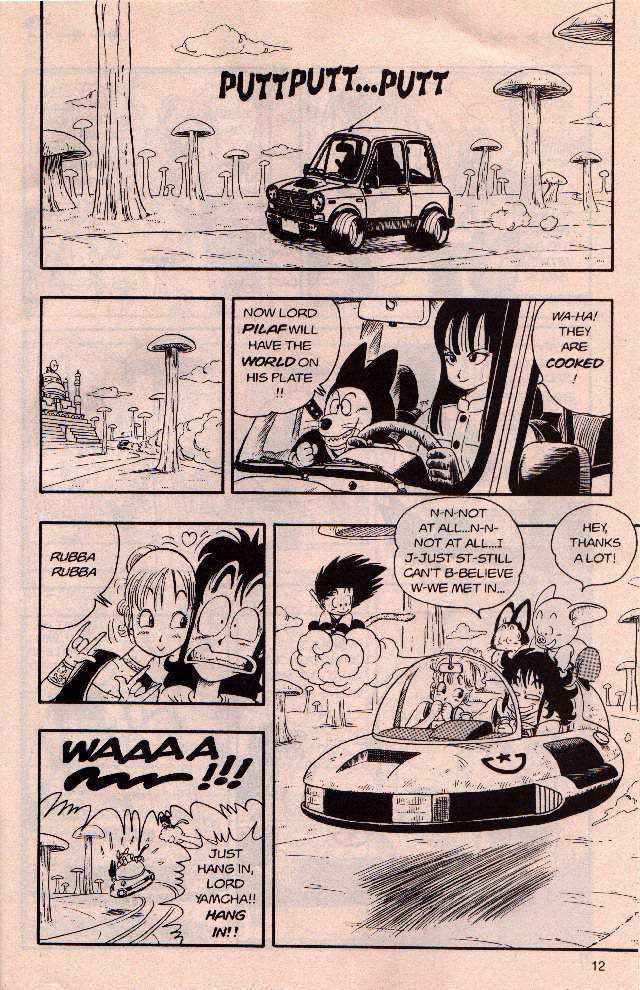 PUTTPUTT...PUTT
NOW LORD
PILAF WILL
HAVE THE
WORLD ON
HIS PLATE
!!
WA-HA!
THEY
ARE
COOKED
!
RUBBA
RUBBA
N-N-NOT
AT ALL...N-N-
NOT AT ALL...I
J-JUST ST-STILL
CAN'T B-BELIEVE
W-WE MET IN...
HEY,
THANKS
A LOT!
WAAAA
!!!
JUST
HANG IN,
LORD
YAMCHA!!
HANG
IN!!
12